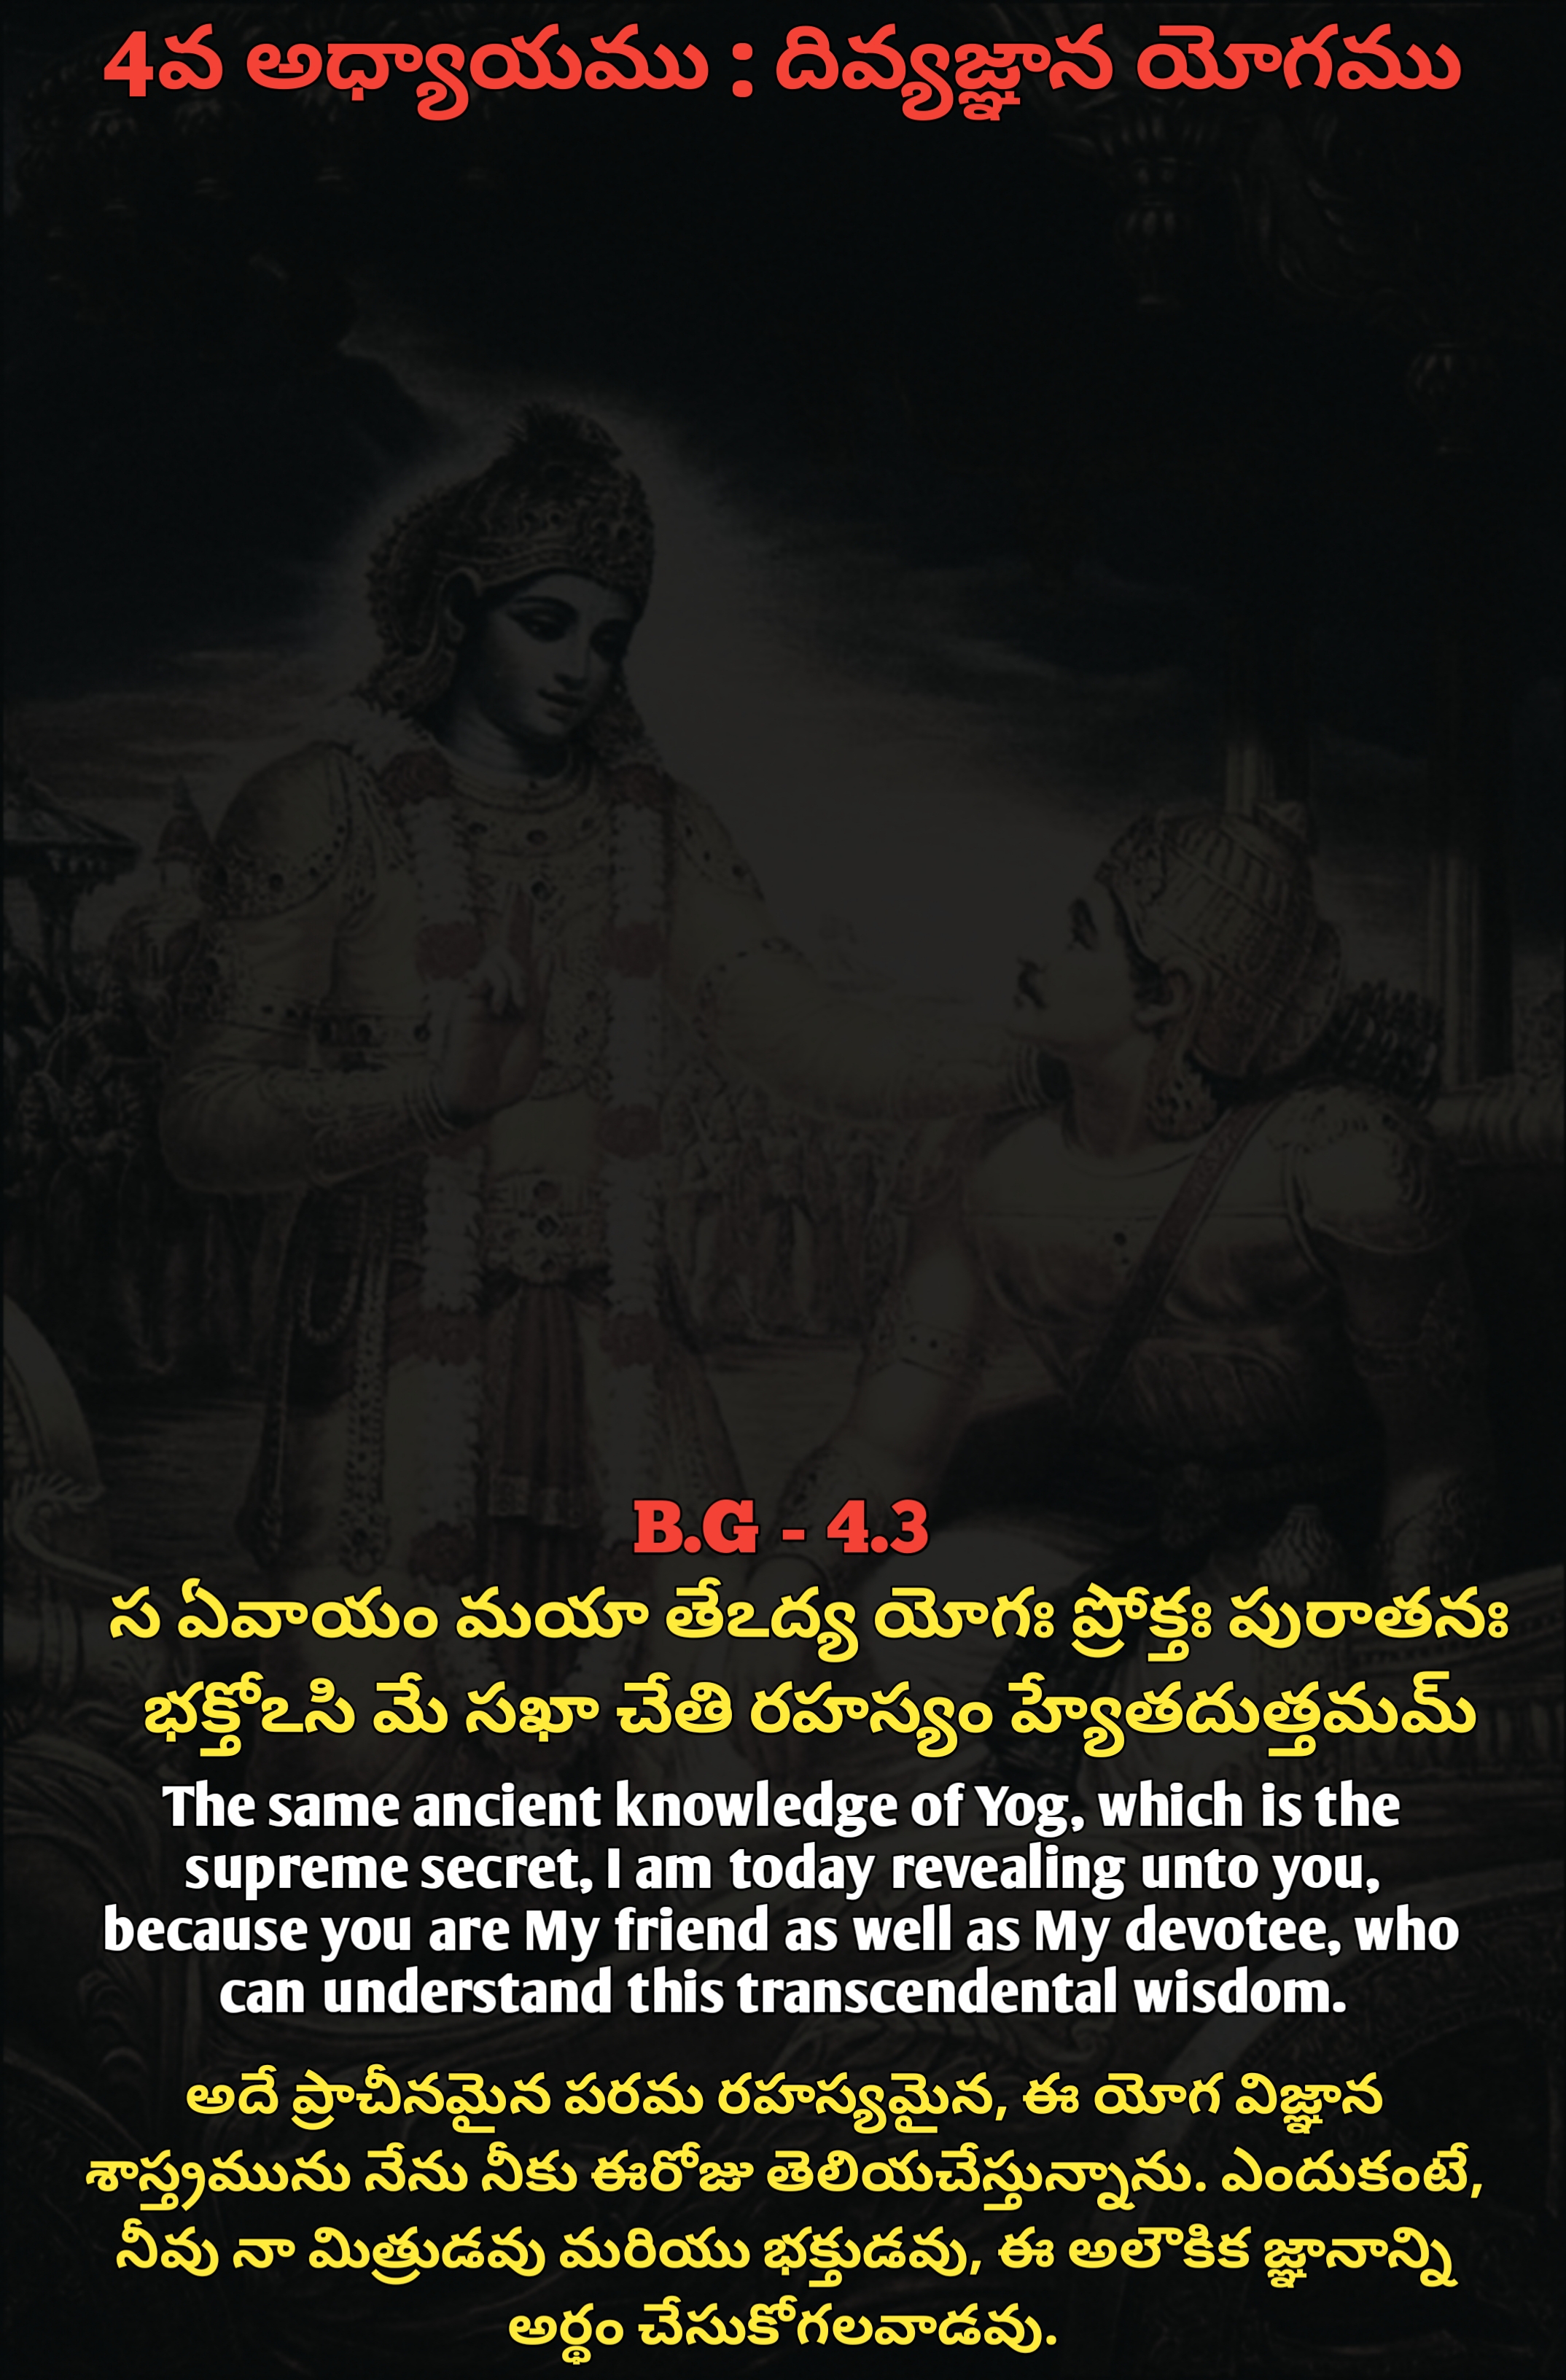 4వ అధ్యాయము : దివ్యజ్ఞాన యోగము
B.G - 4.3
స ఏవాయం మయా తేఽద్య యోగః ప్రోక్తః పురాతనః
భక్తోఽసి మే సఖా చేతి రహస్యం హ్యేతదుత్తమమ్
The same ancient knowledge of Yog, which is the
supreme secret, I am today revealing unto you,
because you are My friend as well as My devotee, who
can understand this transcendental wisdom.
అదే ప్రాచీనమైన పరమ రహస్యమైన, ఈ యోగ విజ్ఞాన
శాస్త్రమును నేను నీకు ఈరోజు తెలియచేస్తున్నాను. ఎందుకంటే,
నీవు నా మిత్రుడవు మరియు భక్తుడవు, ఈ అలౌకిక జ్ఞానాన్ని
అర్థం చేసుకోగలవాడవు.